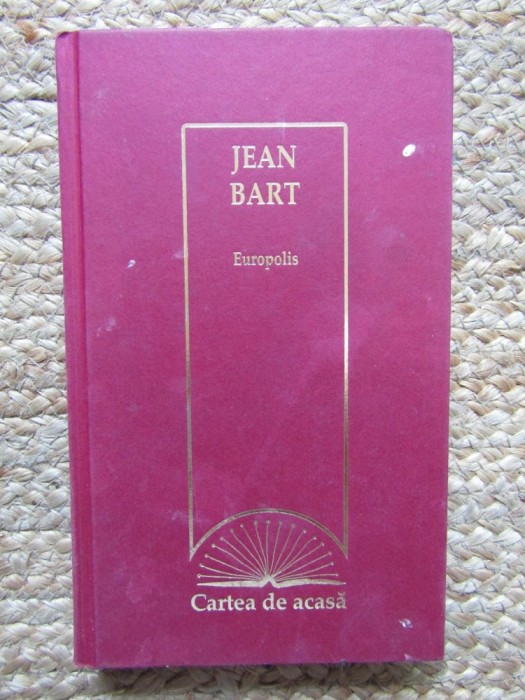 JEAN
BART
Europolis
Cartea de acasă